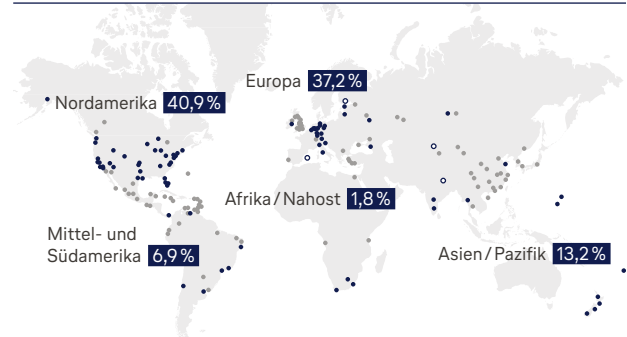 Europa 37,2 %
Nordamerika 40,9 %
Afrika / Nahost 1,8 %
Mittel- und
Südamerika 6,9 %
Asien / Pazifik 13,2 %